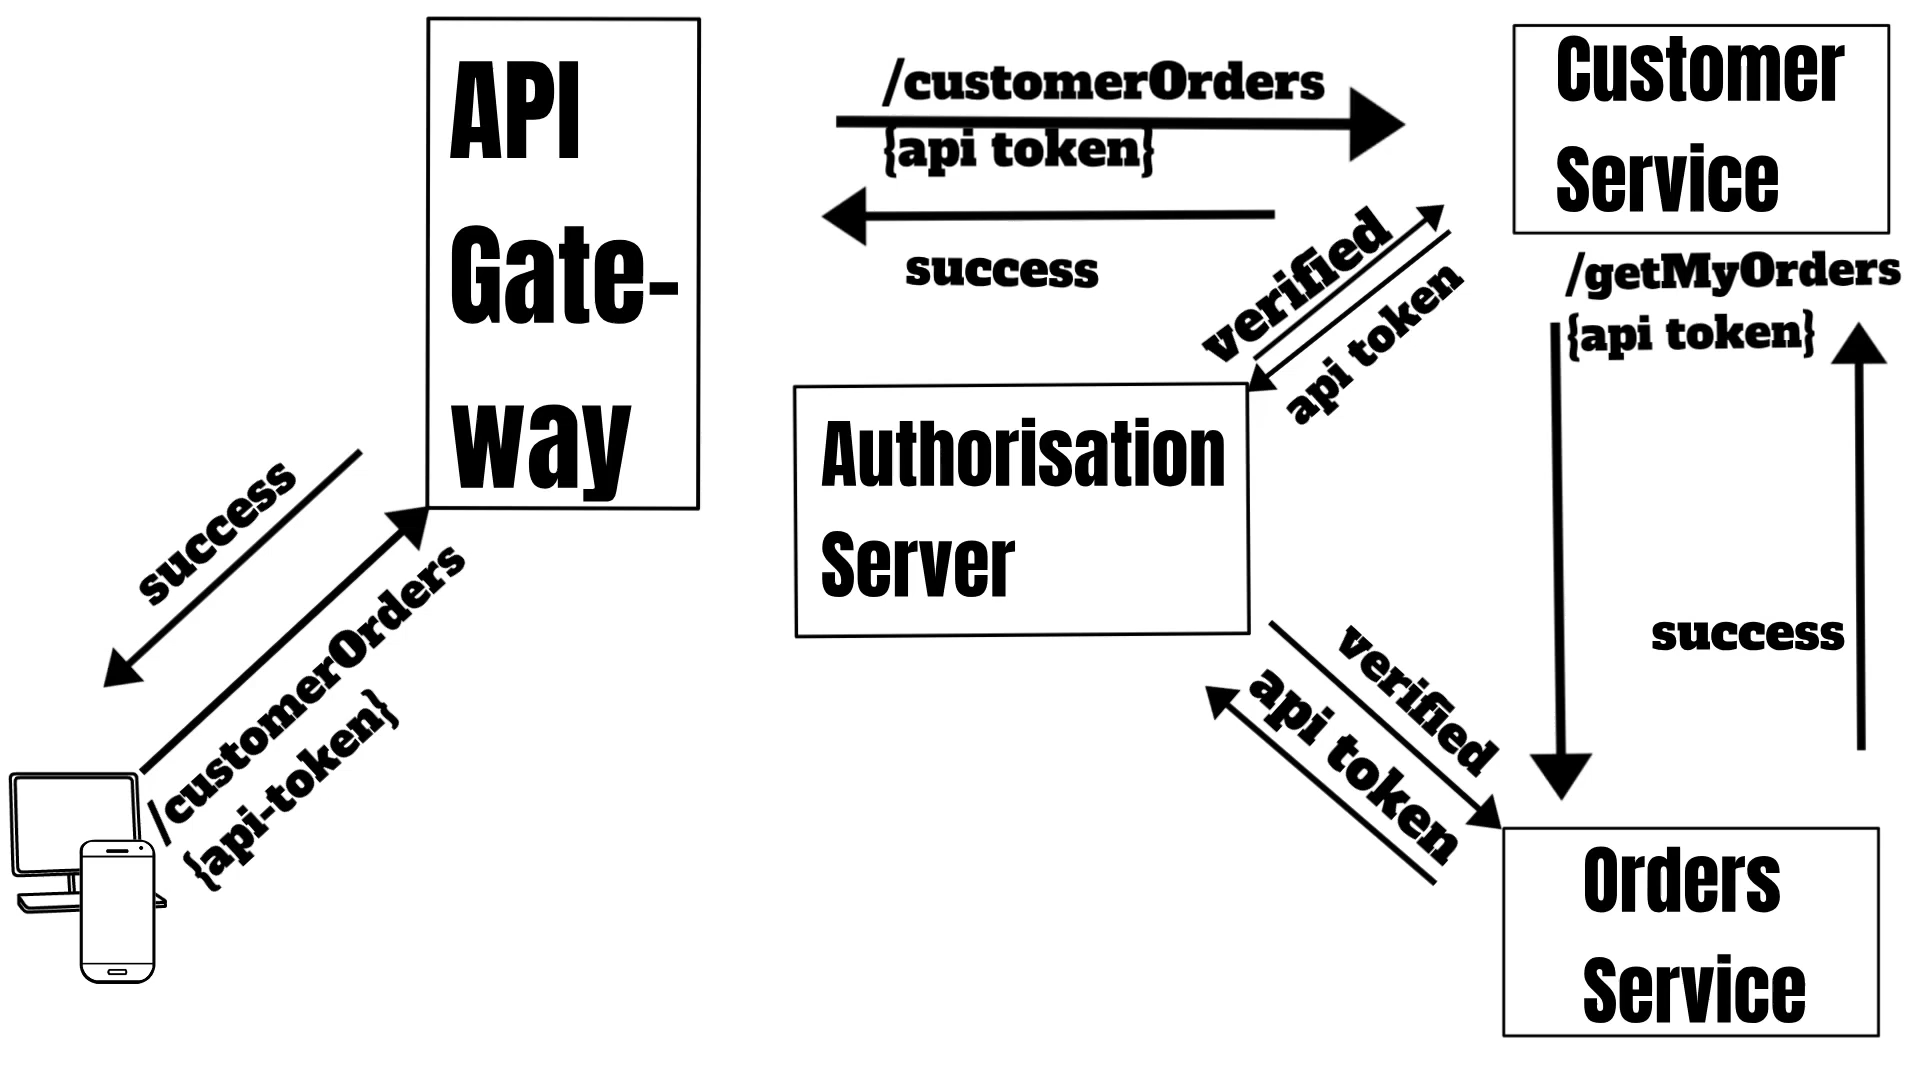 API
Gate-
way
/customerOrders
{api token}
success
Customer
Service
verified
api token
/getMyOrders
{api token}
Authorisation
Server
success
/customerOrders
{api-token}
success
verified
api token
Orders
Service